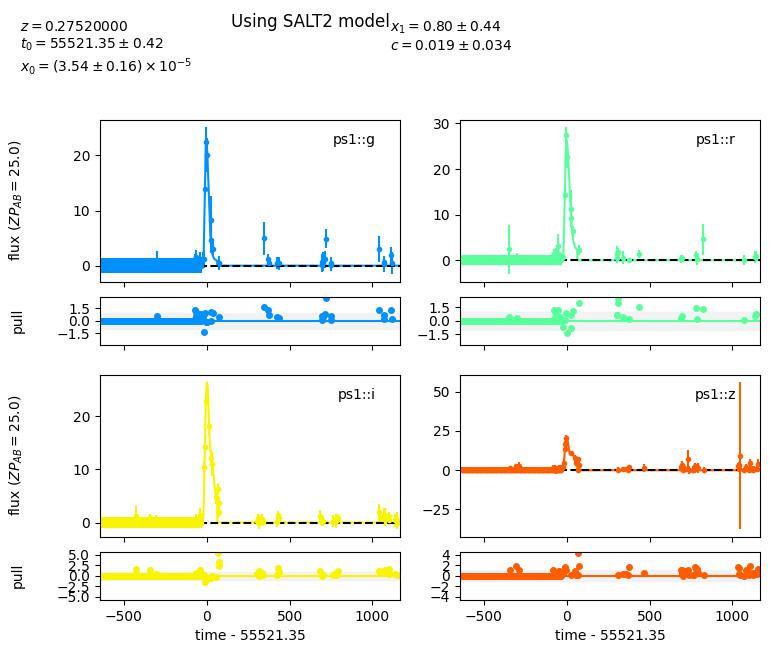 Using SALT2 model
z = 0.27520000
t₀ = 55521.35 ± 0.42
x₀ = (3.54 ± 0.16) × 10⁻⁵
x₁ = 0.80 ± 0.44
c = 0.019 ± 0.034
flux (ZP_AB = 25.0)
20
10
0
ps1::g
30
20
10
0
ps1::r
pull
1.5
0.0
−1.5
1.5
0.0
−1.5
flux (ZP_AB = 25.0)
20
10
0
ps1::i
50
25
0
−25
ps1::z
pull
5.0
2.5
0.0
−2.5
−5.0
4
2
0
−2
−4
−500 0 500 1000
−500 0 500 1000
time - 55521.35
time - 55521.35